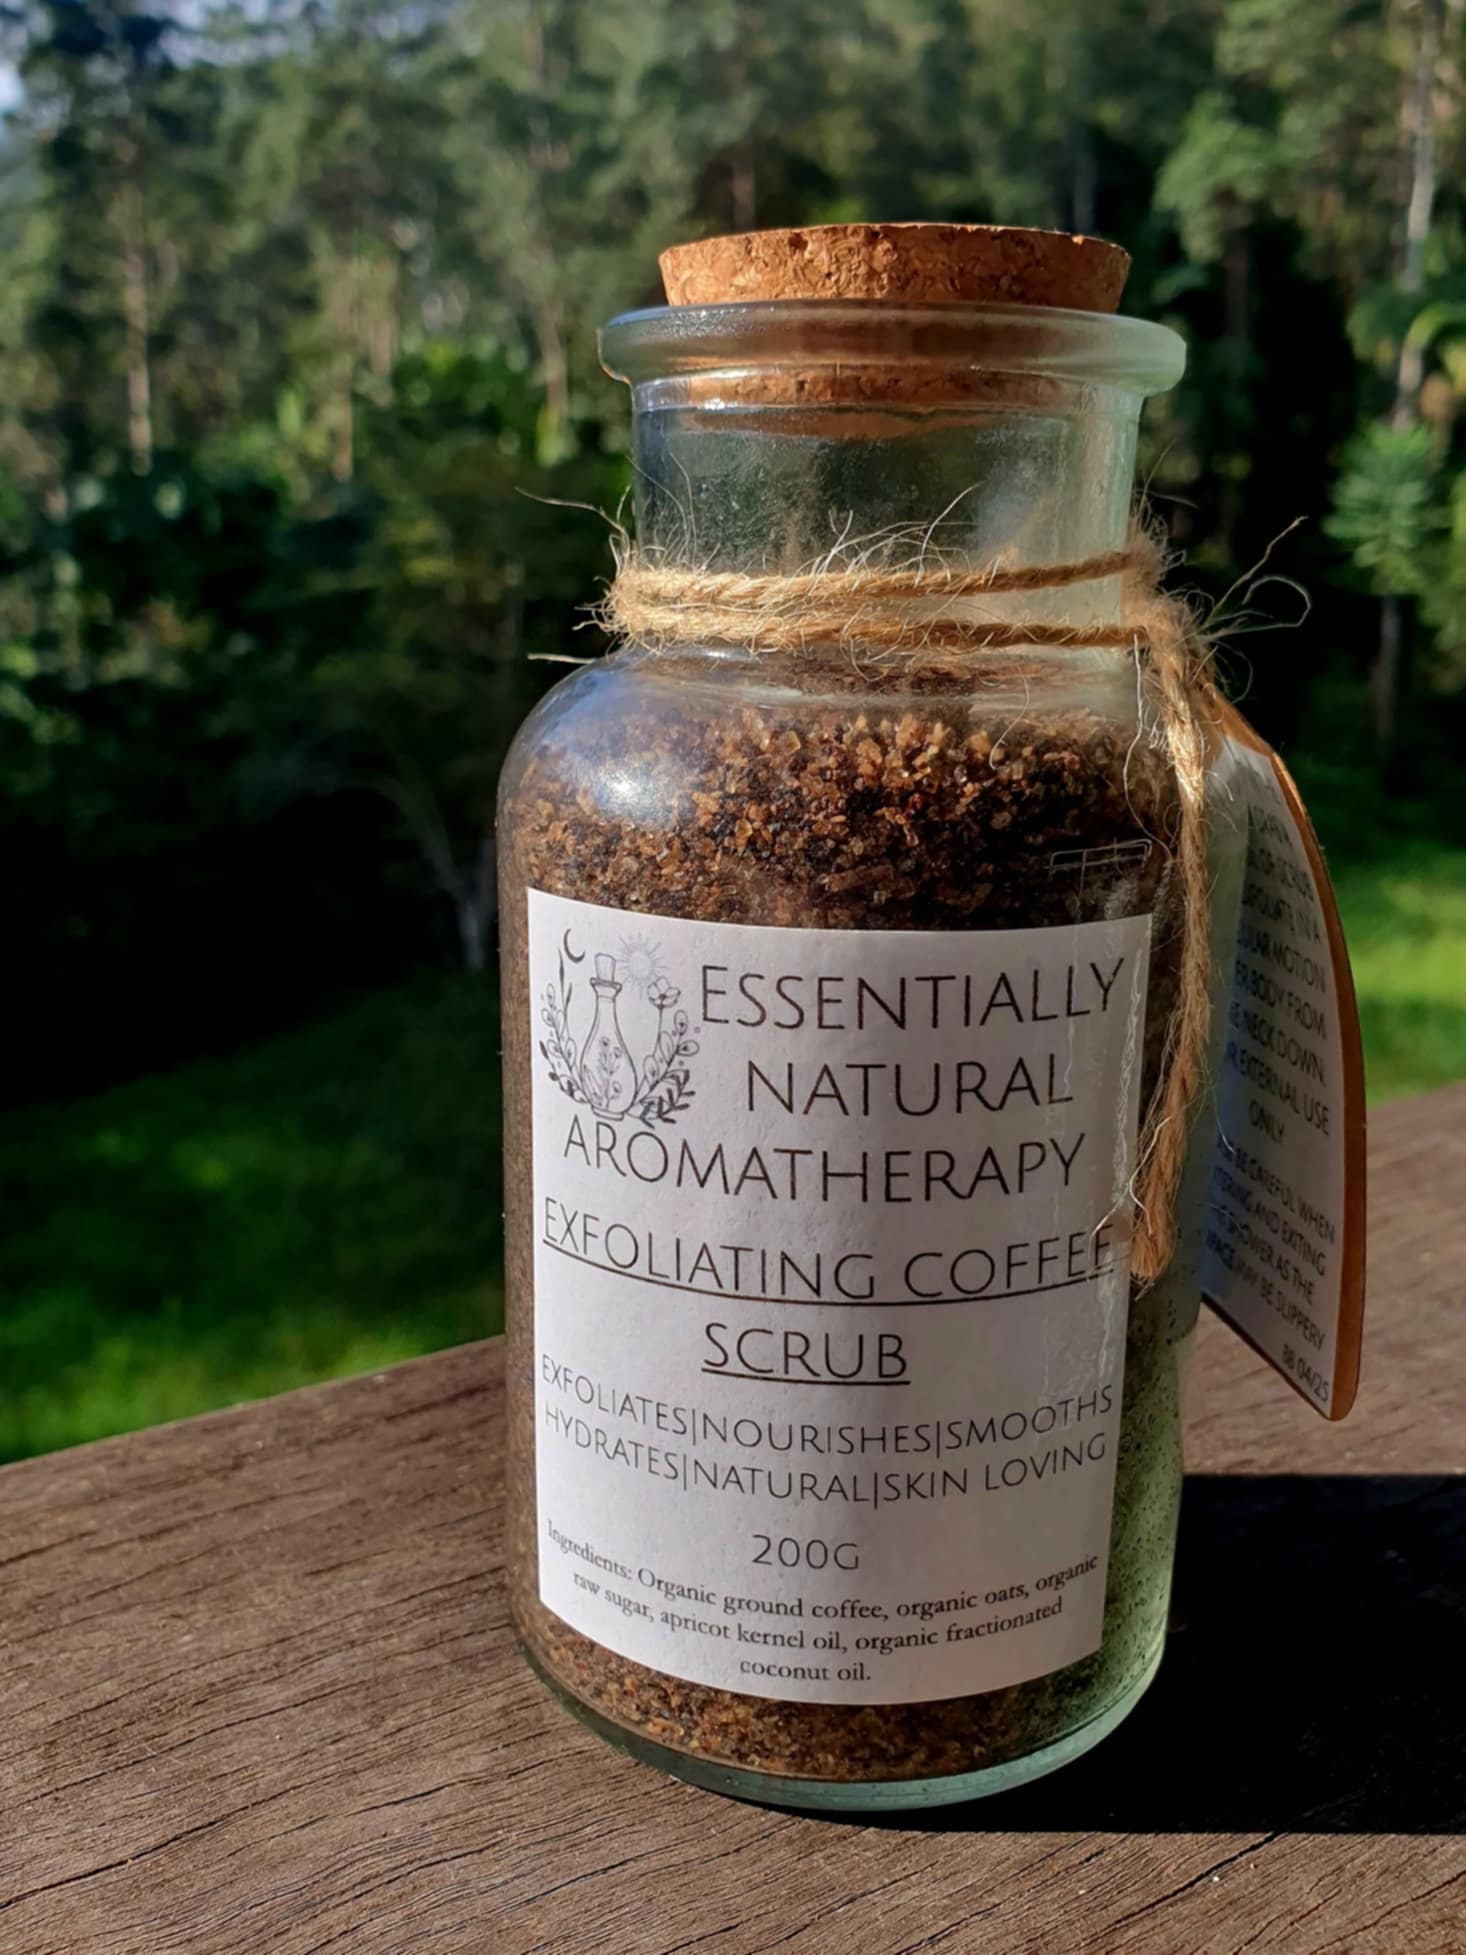 ESSENTIALLY
NATURAL
AROMATHERAPY
EXFOLIATING COFFEE
SCRUB
EXFOLIATES|NOURISHES|SMOOTHS
HYDRATES|NATURAL|SKIN LOVING
200G
Ingredients: Organic ground coffee, organic oats, organic
raw sugar, apricot kernel oil, organic fractionated
coconut oil.
IN A
MOTION
BODY FROM
NECK DOWN.
EXTERNAL USE
ONLY
BE CAREFUL WHEN
AND EXITING
SHOWER AS THE
MAY BE SLIPPERY
BB 04/25